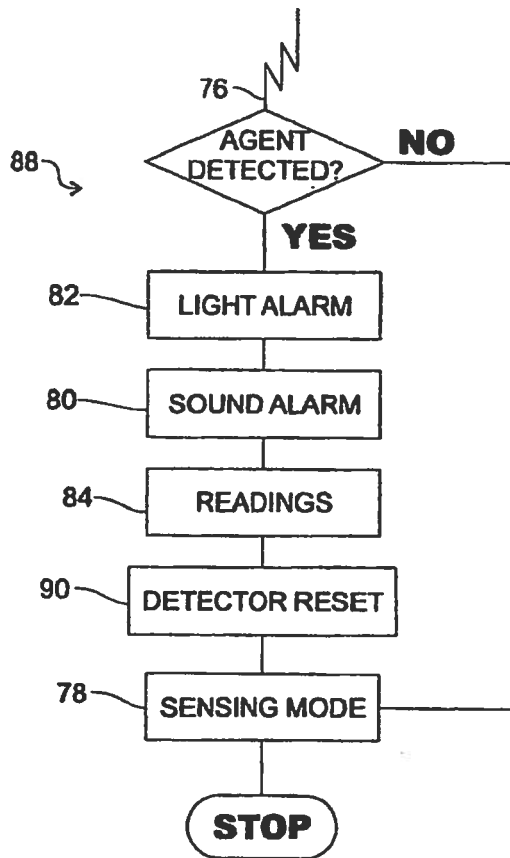 76
AGENT
DETECTED?
NO
88
YES
82
LIGHT ALARM
80
SOUND ALARM
84
READINGS
90
DETECTOR RESET
78
SENSING MODE
STOP